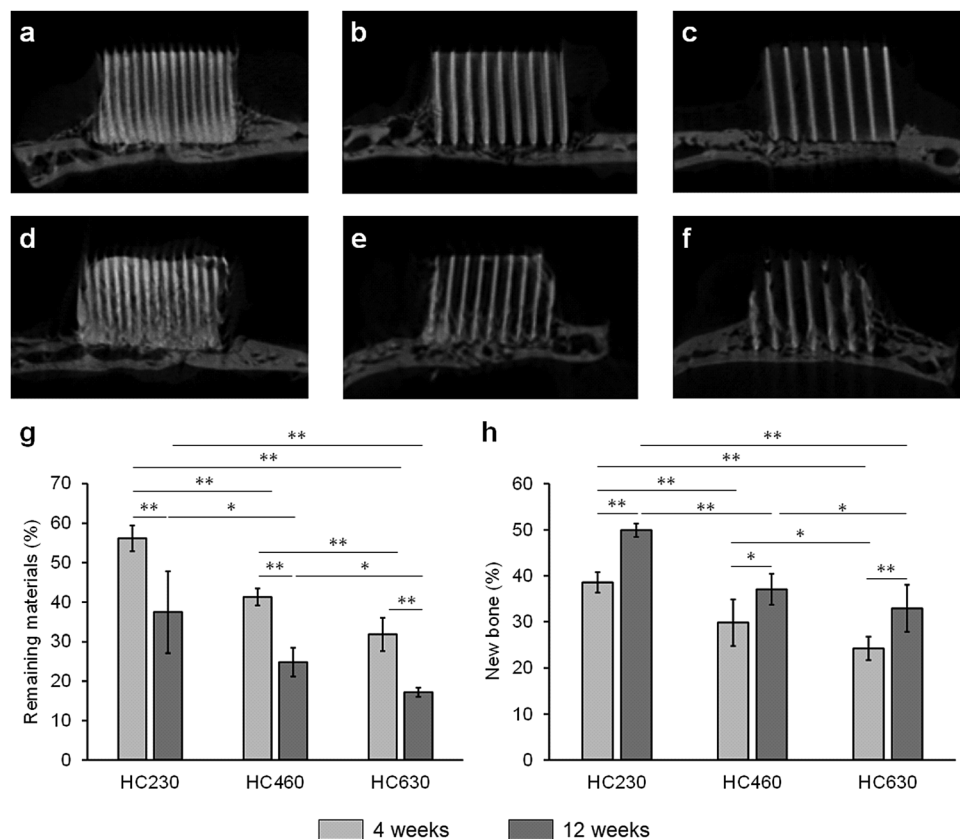 a
b
c
d
e
f
g
h
**
**
**
**
*
**
**
*
**
70
60
50
40
30
20
10
0
Remaining materials (%)
HC230
HC460
HC630
**
**
**
**
**
*
*
*
**
60
50
40
30
20
10
0
New bone (%)
HC230
HC460
HC630
4 weeks
12 weeks